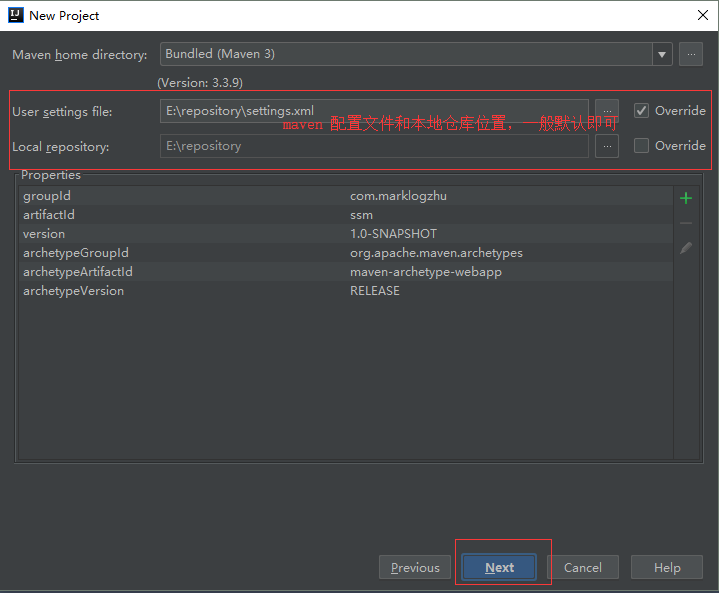 New Project
Maven home directory: Bundled (Maven 3) ...
(Version: 3.3.9)
User settings file: E:\repository\settings.xml ... Override
maven 配置文件和本地仓库位置，一般默认即可
Local repository: E:\repository ... Override
Properties
groupId com.marklogzhu
artifactId ssm
version 1.0-SNAPSHOT
archetypeGroupId org.apache.maven.archetypes
archetypeArtifactId maven-archetype-webapp
archetypeVersion RELEASE
Previous Next Cancel Help